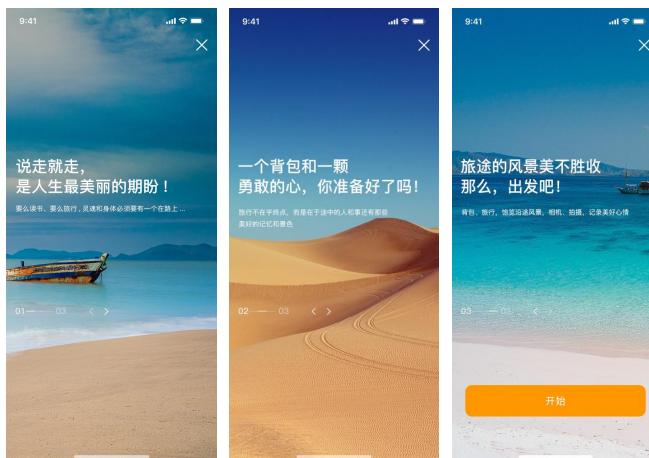 9:41
说走就走，
是人生最美丽的期盼！
要么读书、要么旅行，灵魂和身体必须要有一个在路上 ...
01 03
9:41
一个背包和一颗
勇敢的心，你准备好了吗！
旅行不在乎终点，而是在于途中的人和事还有那些
美好的记忆和景色
02 03
9:41
旅途的风景美不胜收
那么，出发吧！
背包、旅行，饱览沿途风景，相机、拍摄，记录美好心情
03 03
开始